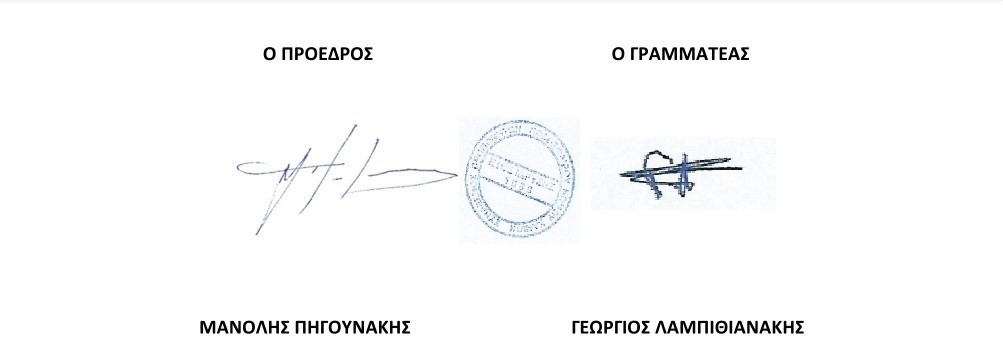 Ο ΠΡΟΕΔΡΟΣ
Ο ΓΡΑΜΜΑΤΕΑΣ
ΜΑΝΟΛΗΣ ΠΗΓΟΥΝΑΚΗΣ
ΓΕΩΡΓΙΟΣ ΛΑΜΠΙΘΙΑΝΑΚΗΣ